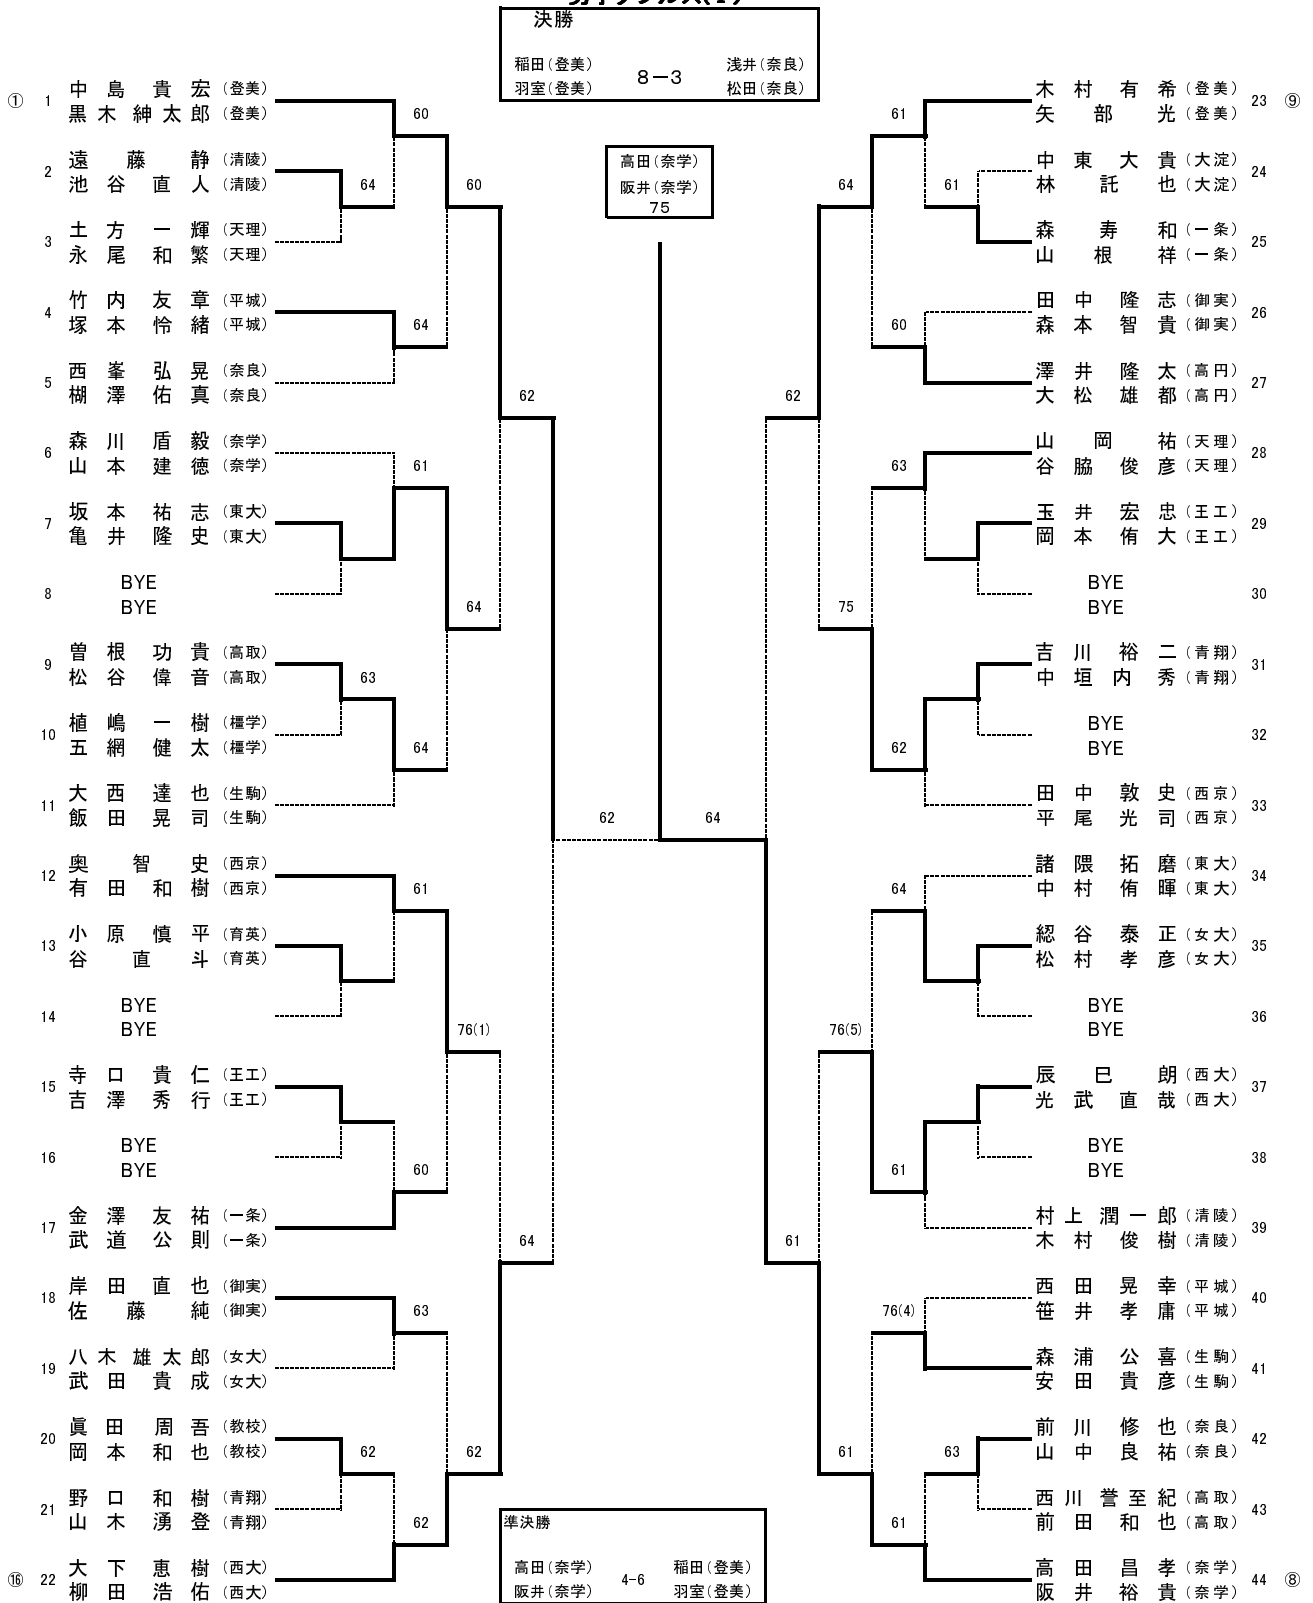 決勝
稲田(登美) 8－3 浅井(奈良)
羽室(登美) 松田(奈良)
高田(奈学)
阪井(奈学)
75
① 1 中島貴宏(登美)
黒木紳太郎(登美)
2 遠藤静(清陵)
池谷直人(清陵)
3 土方一輝(天理)
永尾和繁(天理)
4 竹内友章(平城)
塚本怜緒(平城)
5 西峯弘晃(奈良)
楜澤佑真(奈良)
6 森川盾毅(奈学)
山本建徳(奈学)
7 坂本祐志(東大)
亀井隆史(東大)
8 BYE
BYE
9 曽根功貴(高取)
松谷偉音(高取)
10 植嶋一樹(橿学)
五網健太(橿学)
11 大西達也(生駒)
飯田晃司(生駒)
12 奥智史(西京)
有田和樹(西京)
13 小原慎平(育英)
谷直斗(育英)
14 BYE
BYE
15 寺口貴仁(王工)
吉澤秀行(王工)
16 BYE
BYE
17 金澤友祐(一条)
武道公則(一条)
18 岸田直也(御実)
佐藤純(御実)
19 八木雄太郎(女大)
武田貴成(女大)
20 眞田周吾(教校)
岡本和也(教校)
21 野口和樹(青翔)
山木湧登(青翔)
⑯ 22 大下恵樹(西大)
柳田浩佑(西大)
64
63
62
60
64
61
64
61
60
63
62
60
64
76(1)
62
62
64
62
64
62
61
75
76(5)
61
64
61
60
63
62
64
61
76(4)
61
61
63
木村有希(登美) 23 ⑨
矢部光(登美)
中東大貴(大淀) 24
林託也(大淀)
森寿和(一条) 25
山根祥(一条)
田中隆志(御実) 26
森本智貴(御実)
澤井隆太(高円) 27
大松雄都(高円)
山岡祐(天理) 28
谷脇俊彦(天理)
玉井宏忠(王工) 29
岡本侑大(王工)
BYE 30
BYE
吉川裕二(青翔) 31
中垣内秀(青翔)
BYE 32
BYE
田中敦史(西京) 33
平尾光司(西京)
諸隈拓磨(東大) 34
中村侑暉(東大)
綛谷泰正(女大) 35
松村孝彦(女大)
BYE 36
BYE
辰巳朗(西大) 37
光武直哉(西大)
BYE 38
BYE
村上潤一郎(清陵) 39
木村俊樹(清陵)
西田晃幸(平城) 40
笹井孝庸(平城)
森浦公喜(生駒) 41
安田貴彦(生駒)
前川修也(奈良) 42
山中良祐(奈良)
西川誉至紀(高取) 43
前田和也(高取)
高田昌孝(奈学) 44 ⑧
阪井裕貴(奈学)
準決勝
高田(奈学) 4-6 稲田(登美)
阪井(奈学) 羽室(登美)